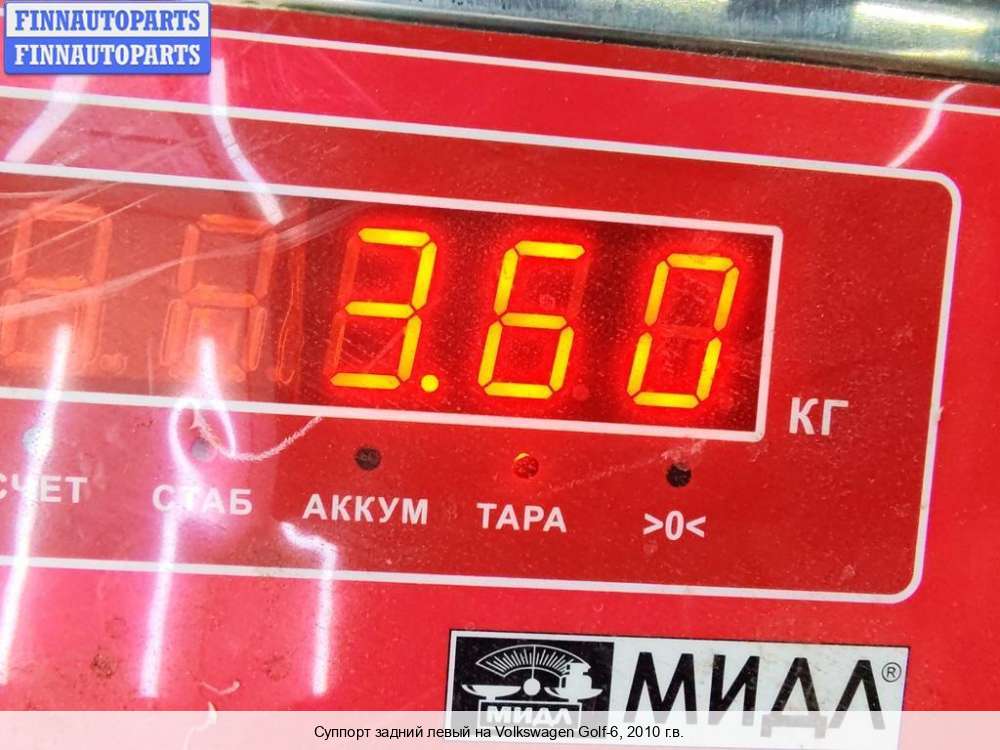 FINNAUTOPARTS
FINNAUTOPARTS
3.60
КГ
СЧЕТ
СТАБ
АККУМ
ТАРА
>0<
МИДЛ
МИДЛ®
Суппорт задний левый на Volkswagen Golf-6, 2010 г.в.